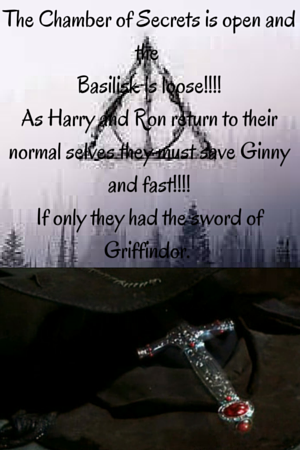 The Chamber of Secrets is open and
the
Basilisk is loose!!!!
As Harry and Ron return to their
normal selves they must save Ginny
and fast!!!!
If only they had the sword of
Griffindor.